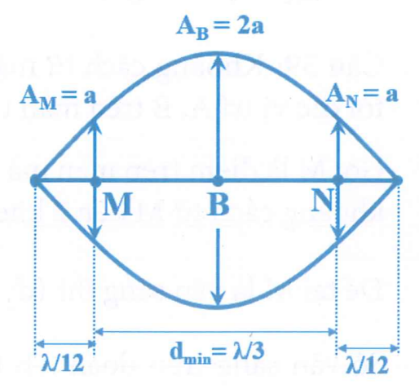 A_B = 2a
A_M = a
A_N = a
M
B
N
λ/12
d_min = λ/3
λ/12